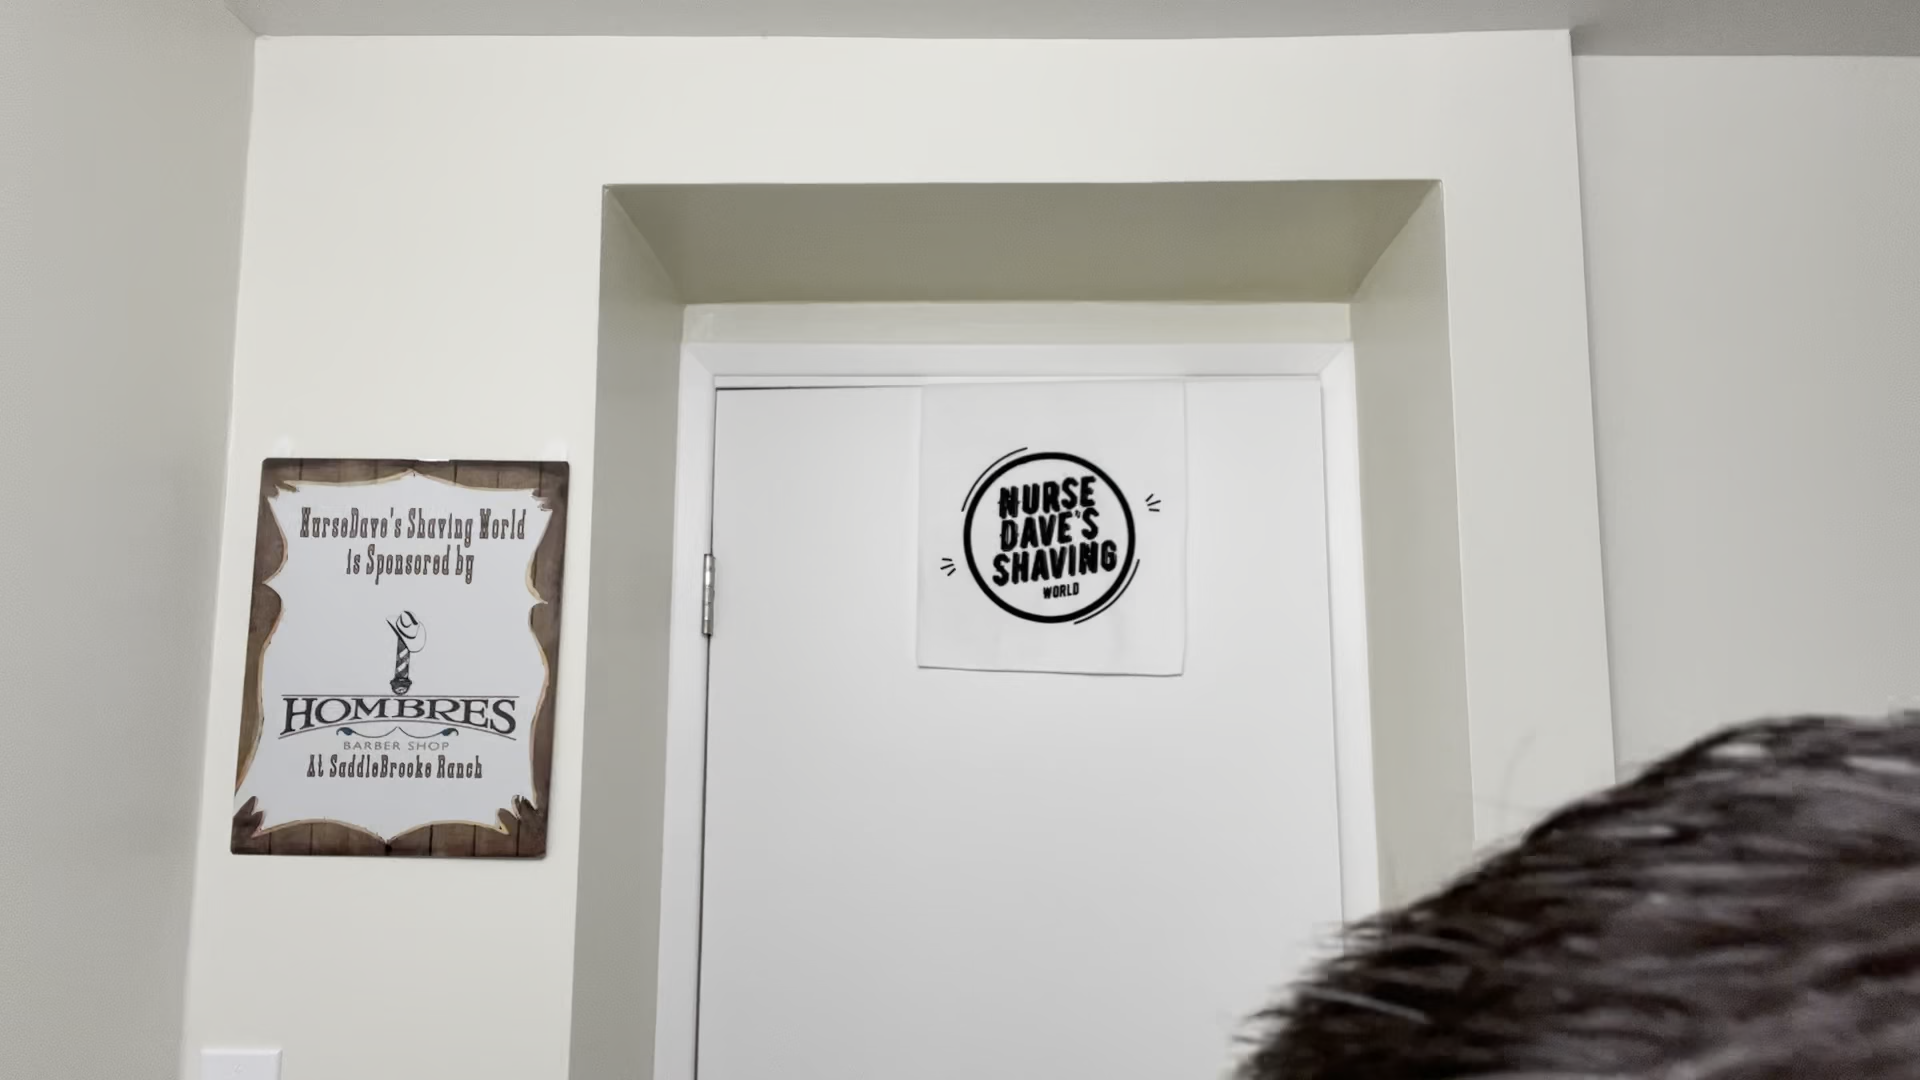 NurseDave's Shaving World
is Sponsored by
HOMBRES
BARBER SHOP
At SaddleBrooke Ranch
NURSE
DAVE'S
SHAVING
WORLD